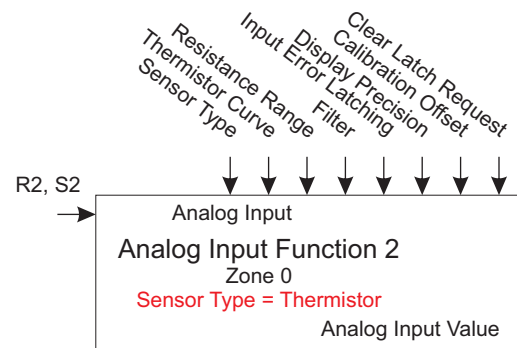 Sensor Type
Thermistor Curve
Resistance Range
Filter
Input Error Latching
Display Precision
Calibration Offset
Clear Latch Request
R2, S2
Analog Input
Analog Input Function 2
Zone 0
Sensor Type = Thermistor
Analog Input Value